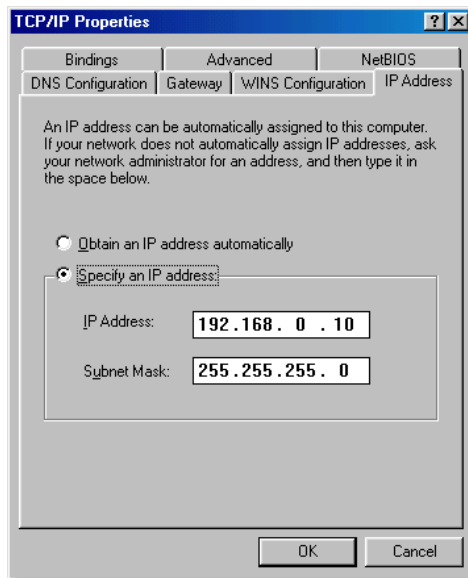 TCP/IP Properties
? X
Bindings Advanced NetBIOS
DNS Configuration Gateway WINS Configuration IP Address
An IP address can be automatically assigned to this computer.
If your network does not automatically assign IP addresses, ask
your network administrator for an address, and then type it in
the space below.
Obtain an IP address automatically
Specify an IP address:
IP Address: 192.168. 0 .10
Subnet Mask: 255.255.255. 0
OK Cancel